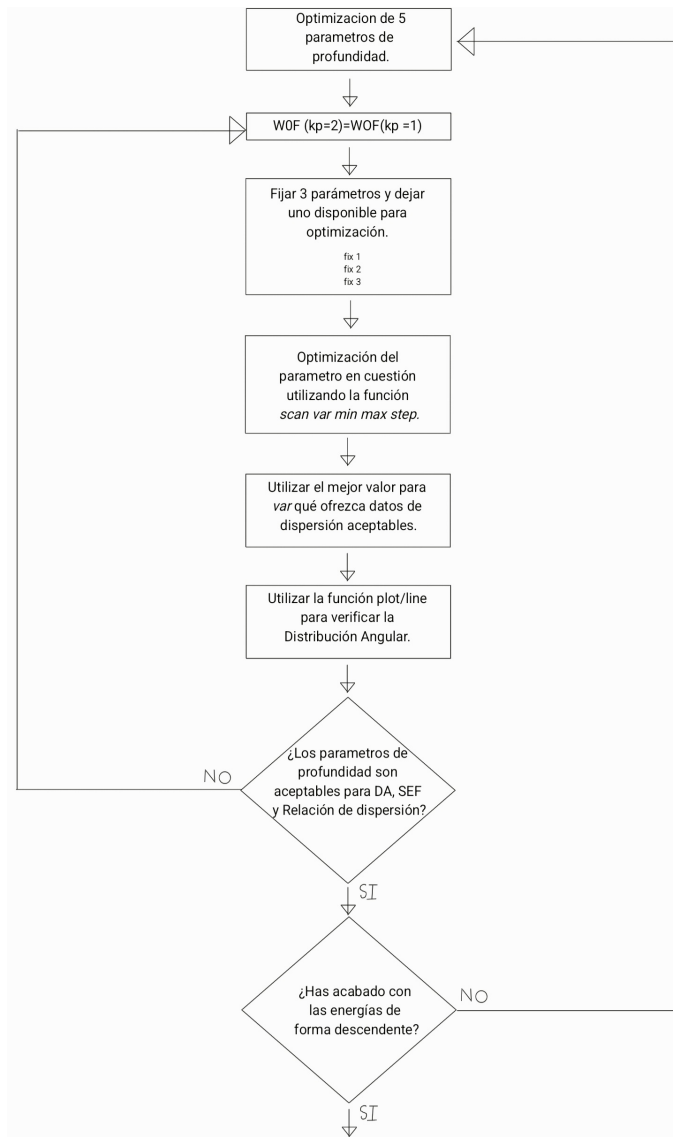 Optimizacion de 5
parametros de
profundidad.
W0F (kp=2)=WOF(kp =1)
Fijar 3 parámetros y dejar
uno disponible para
optimización.
fix 1
fix 2
fix 3
Optimización del
parametro en cuestión
utilizando la función
scan var min max step.
Utilizar el mejor valor para
var qué ofrezca datos de
dispersión aceptables.
Utilizar la función plot/line
para verificar la
Distribución Angular.
¿Los parametros de
profundidad son
aceptables para DA, SEF
y Relación de dispersión?
NO
SI
¿Has acabado con
las energías de
forma descendente?
NO
SI